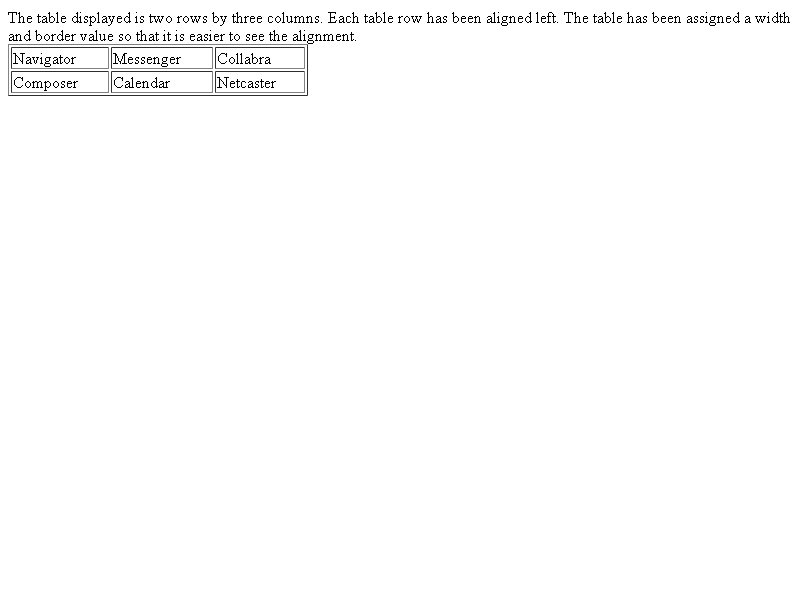 The table displayed is two rows by three columns. Each table row has been aligned left. The table has been assigned a width
and border value so that it is easier to see the alignment.
Navigator Messenger Collabra
Composer Calendar Netcaster